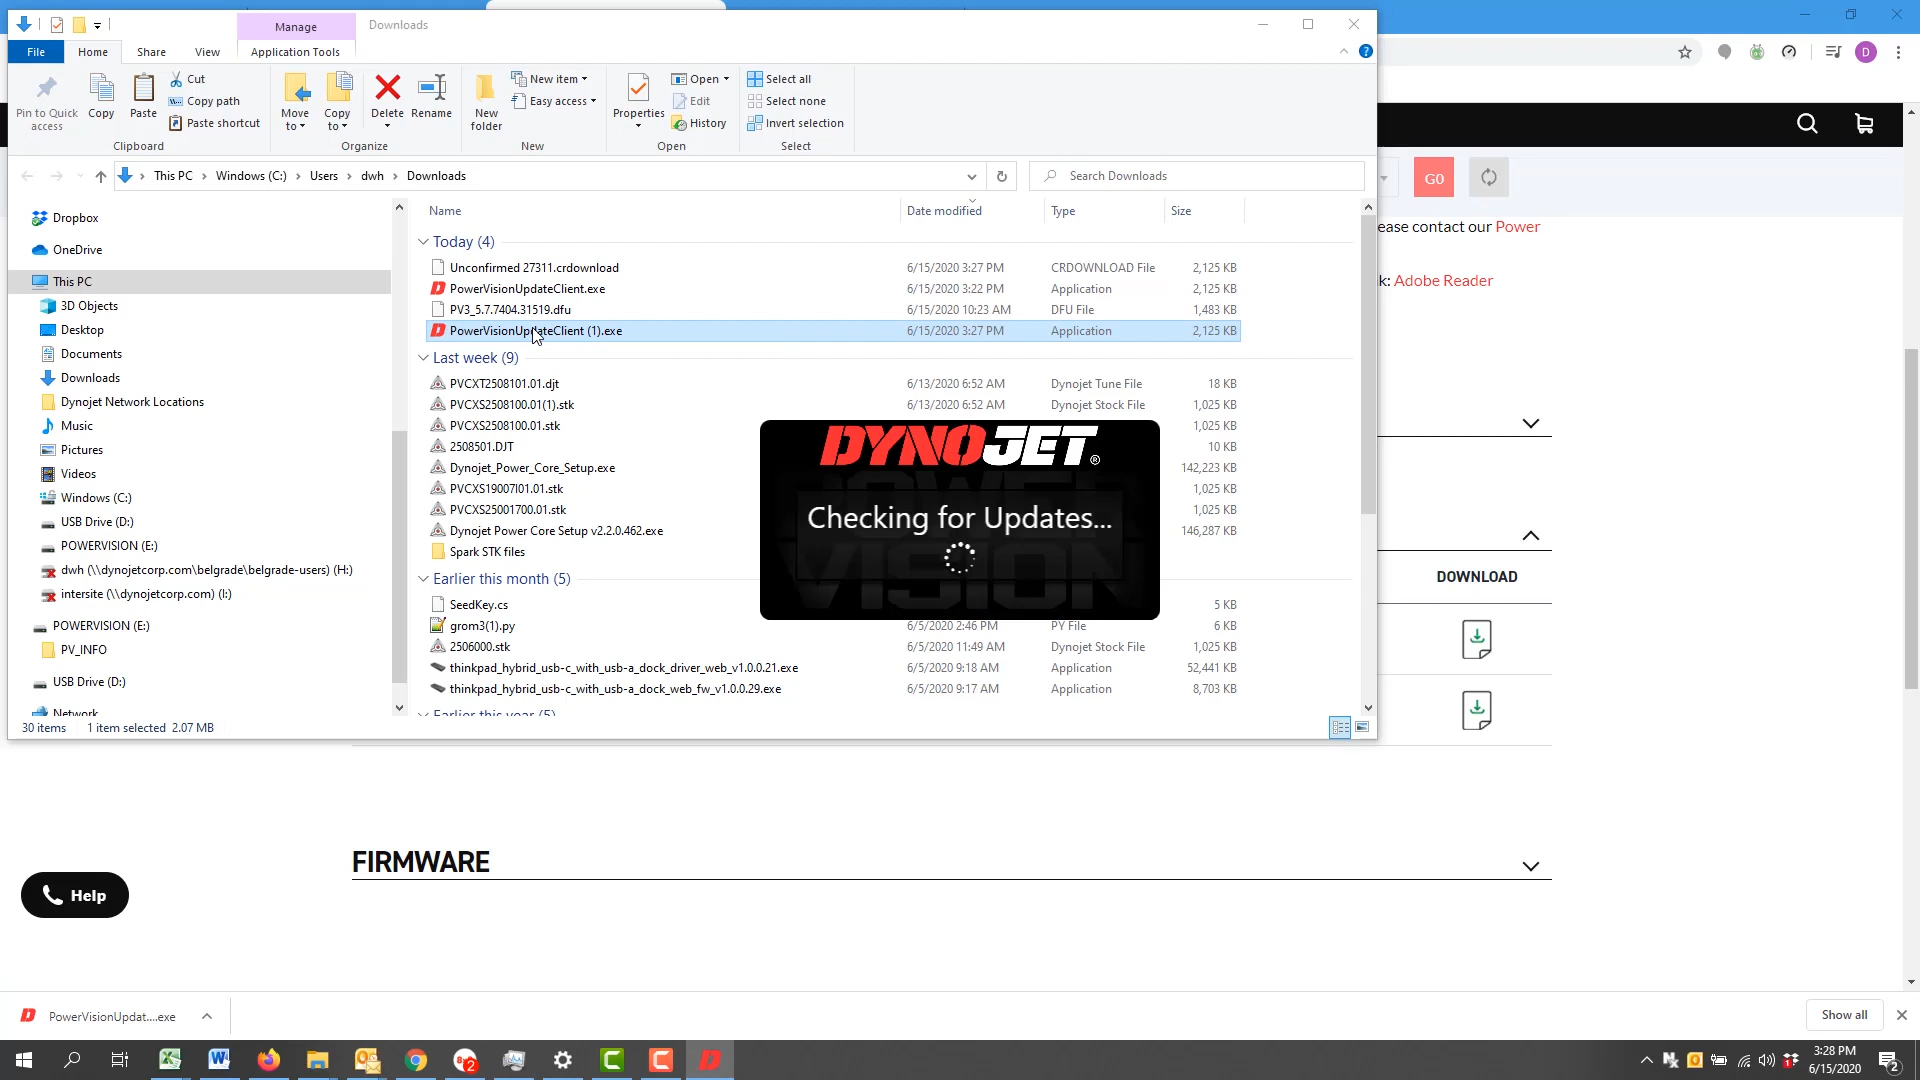 Manage
Downloads
File
Home
Share
View
Application Tools
Pin to Quick access
Copy
Paste
Cut
Copy path
Paste shortcut
Clipboard
Move to
Copy to
Delete
Rename
Organize
New folder
New item
Easy access
New
Properties
Open
Edit
History
Open
Select all
Select none
Invert selection
Select
This PC > Windows (C:) > Users > dwh > Downloads
Search Downloads
Dropbox
OneDrive
This PC
3D Objects
Desktop
Documents
Downloads
Dynojet Network Locations
Music
Pictures
Videos
Windows (C:)
USB Drive (D:)
POWERVISION (E:)
dwh (\\dynojetcorp.com\belgrade\belgrade-users) (H:)
intersite (\\dynojetcorp.com) (I:)
POWERVISION (E:)
PV_INFO
USB Drive (D:)
Network
Name Date modified Type Size
Today (4)
Unconfirmed 27311.crdownload 6/15/2020 3:27 PM CRDOWNLOAD File 2,125 KB
PowerVisionUpdateClient.exe 6/15/2020 3:22 PM Application 2,125 KB
PV3_5.7.7404.31519.dfu 6/15/2020 10:23 AM DFU File 1,483 KB
PowerVisionUpdateClient (1).exe 6/15/2020 3:27 PM Application 2,125 KB
Last week (9)
PVCXT2508101.01.djt 6/13/2020 6:52 AM Dynojet Tune File 18 KB
PVCXS2508100.01(1).stk 6/13/2020 6:52 AM Dynojet Stock File 1,025 KB
PVCXS2508100.01.stk 1,025 KB
2508501.DJT 10 KB
Dynojet_Power_Core_Setup.exe 142,223 KB
PVCXS19007I01.01.stk 1,025 KB
PVCXS25001700.01.stk 1,025 KB
Dynojet Power Core Setup v2.2.0.462.exe 146,287 KB
Spark STK files
Earlier this month (5)
SeedKey.cs 5 KB
grom3(1).py 6/5/2020 2:46 PM PY File 6 KB
2506000.stk 6/5/2020 11:49 AM Dynojet Stock File 1,025 KB
thinkpad_hybrid_usb-c_with_usb-a_dock_driver_web_v1.0.0.21.exe 6/5/2020 9:18 AM Application 52,441 KB
thinkpad_hybrid_usb-c_with_usb-a_dock_web_fw_v1.0.0.29.exe 6/5/2020 9:17 AM Application 8,703 KB
Earlier this year (5)
30 items 1 item selected 2.07 MB
DYNOJET®
POWER
VISION
Checking for Updates...
D
GO
ease contact our Power
k: Adobe Reader
DOWNLOAD
FIRMWARE
Help
PowerVisionUpdat....exe
Show all
8
2
1
3:28 PM
6/15/2020
2